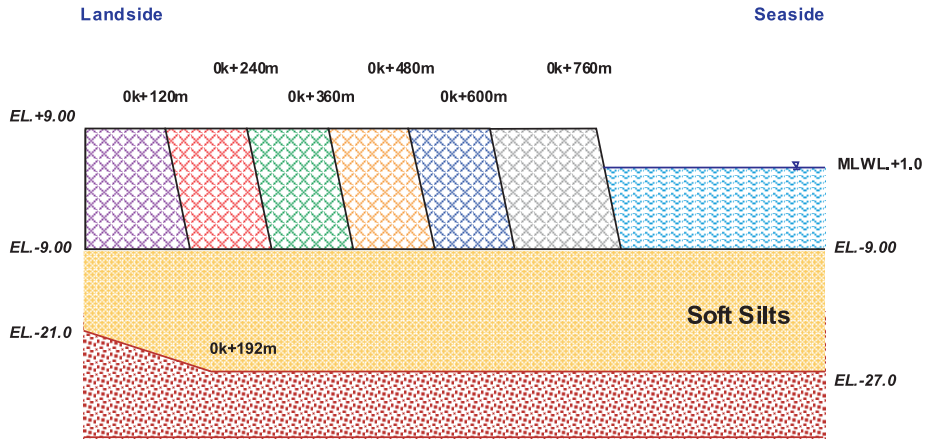 Landside Seaside
0k+240m 0k+480m 0k+760m
0k+120m 0k+360m 0k+600m
EL.+9.00
MLWL.+1.0
EL.-9.00 EL.-9.00
Soft Silts
EL.-21.0
0k+192m
EL.-27.0